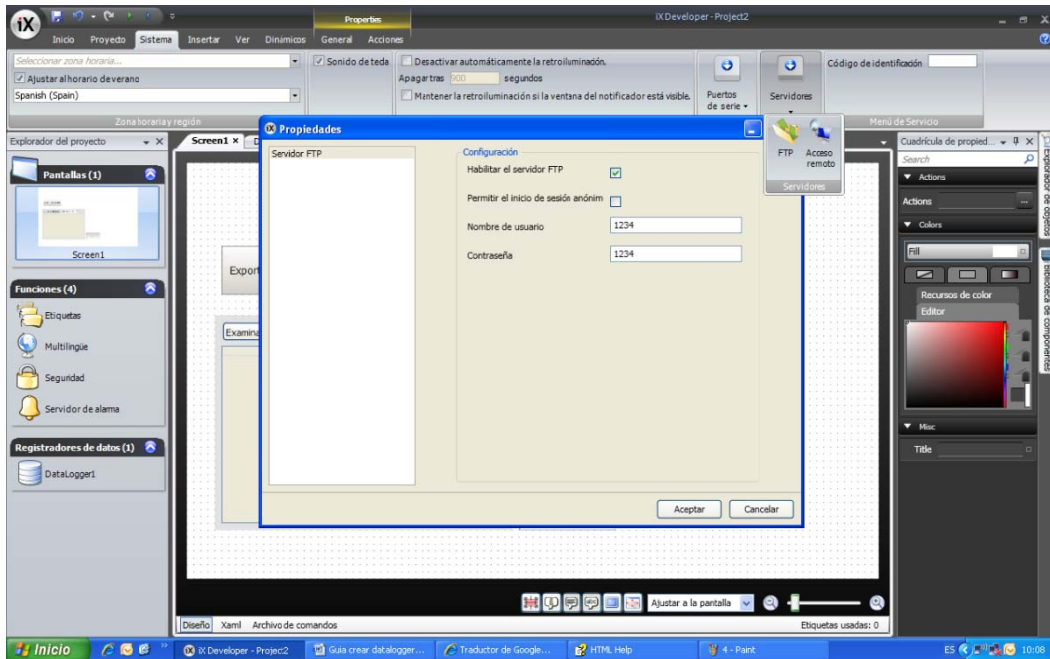 iX
Properties
iX Developer - Project2
Inicio
Proyecto
Sistema
Insertar
Ver
Dinámicos
General
Acciones
Seleccionar zona horaria...
Ajustar al horario de verano
Spanish (Spain)
Zona horaria y región
Sonido de tecla
Desactivar automáticamente la retroiluminación.
Apagar tras 900 segundos
Mantener la retroiluminación si la ventana del notificador está visible.
Puertos
de serie
Servidores
Código de identificación
Menú de Servicio
FTP
Acceso
remoto
Servidores
Explorador del proyecto
Pantallas (1)
Screen1
Funciones (4)
Etiquetas
Multilingüe
Seguridad
Servidor de alarma
Registradores de datos (1)
DataLogger1
Screen1
Export
Examina
Propiedades
Servidor FTP
Configuración
Habilitar el servidor FTP
Permitir el inicio de sesión anónim
Nombre de usuario
1234
Contraseña
1234
Aceptar
Cancelar
Cuadrícula de propied...
Search
Actions
Actions
...
Colors
Fill
Recursos de color
Editor
Misc
Title
Explorador de objetos
Biblioteca de componentes
Ajustar a la pantalla
Diseño
Xaml
Archivo de comandos
Etiquetas usadas: 0
Inicio
iX Developer - Project2
Guia crear datalogger...
Traductor de Google...
HTML Help
4 - Paint
ES
10:08